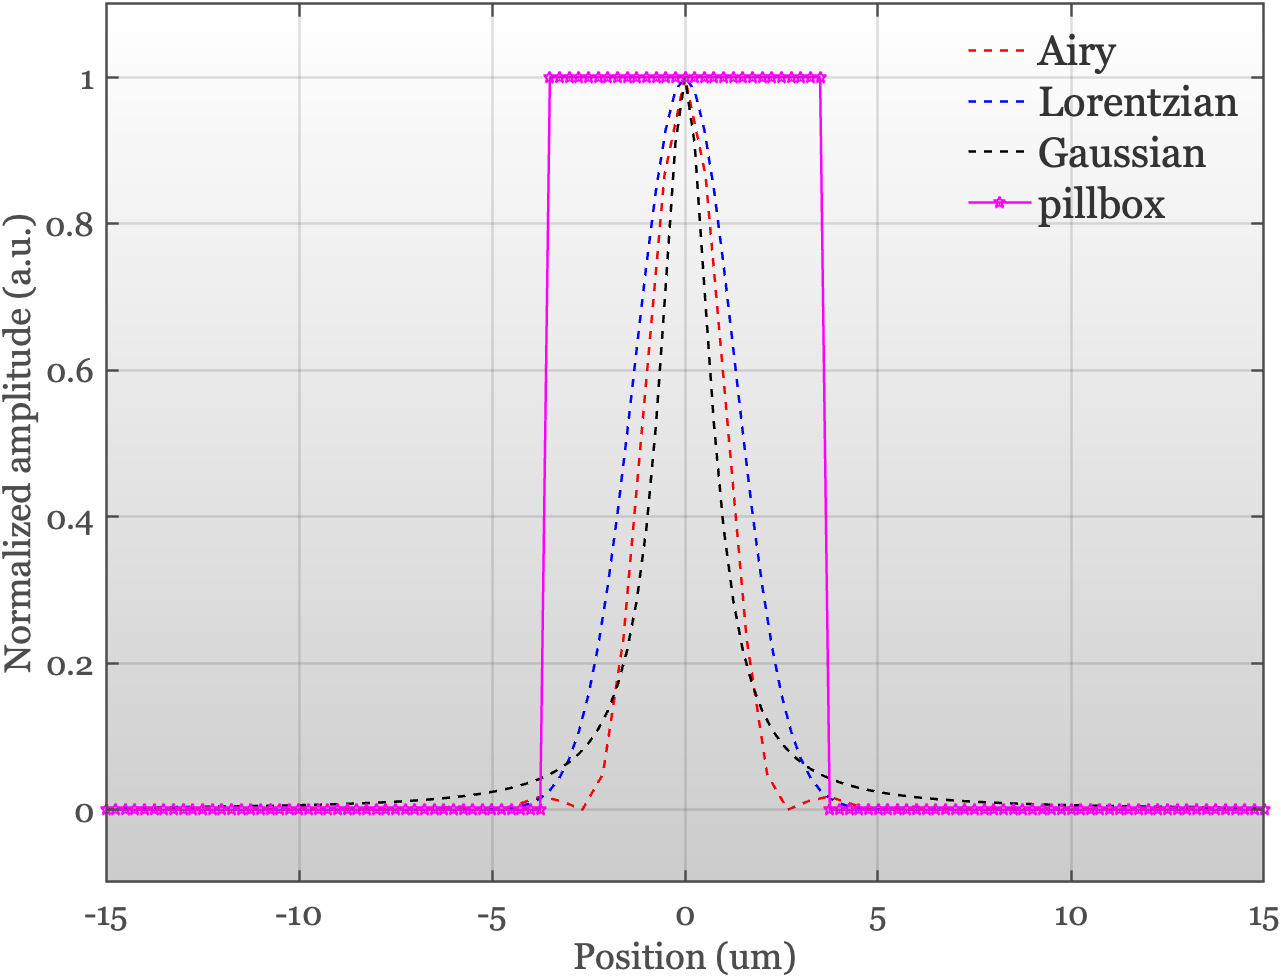 Airy
Lorentzian
Gaussian
pillbox
Normalized amplitude (a.u.)
1
0.8
0.6
0.4
0.2
0
-15 -10 -5 0 5 10 15
Position (um)